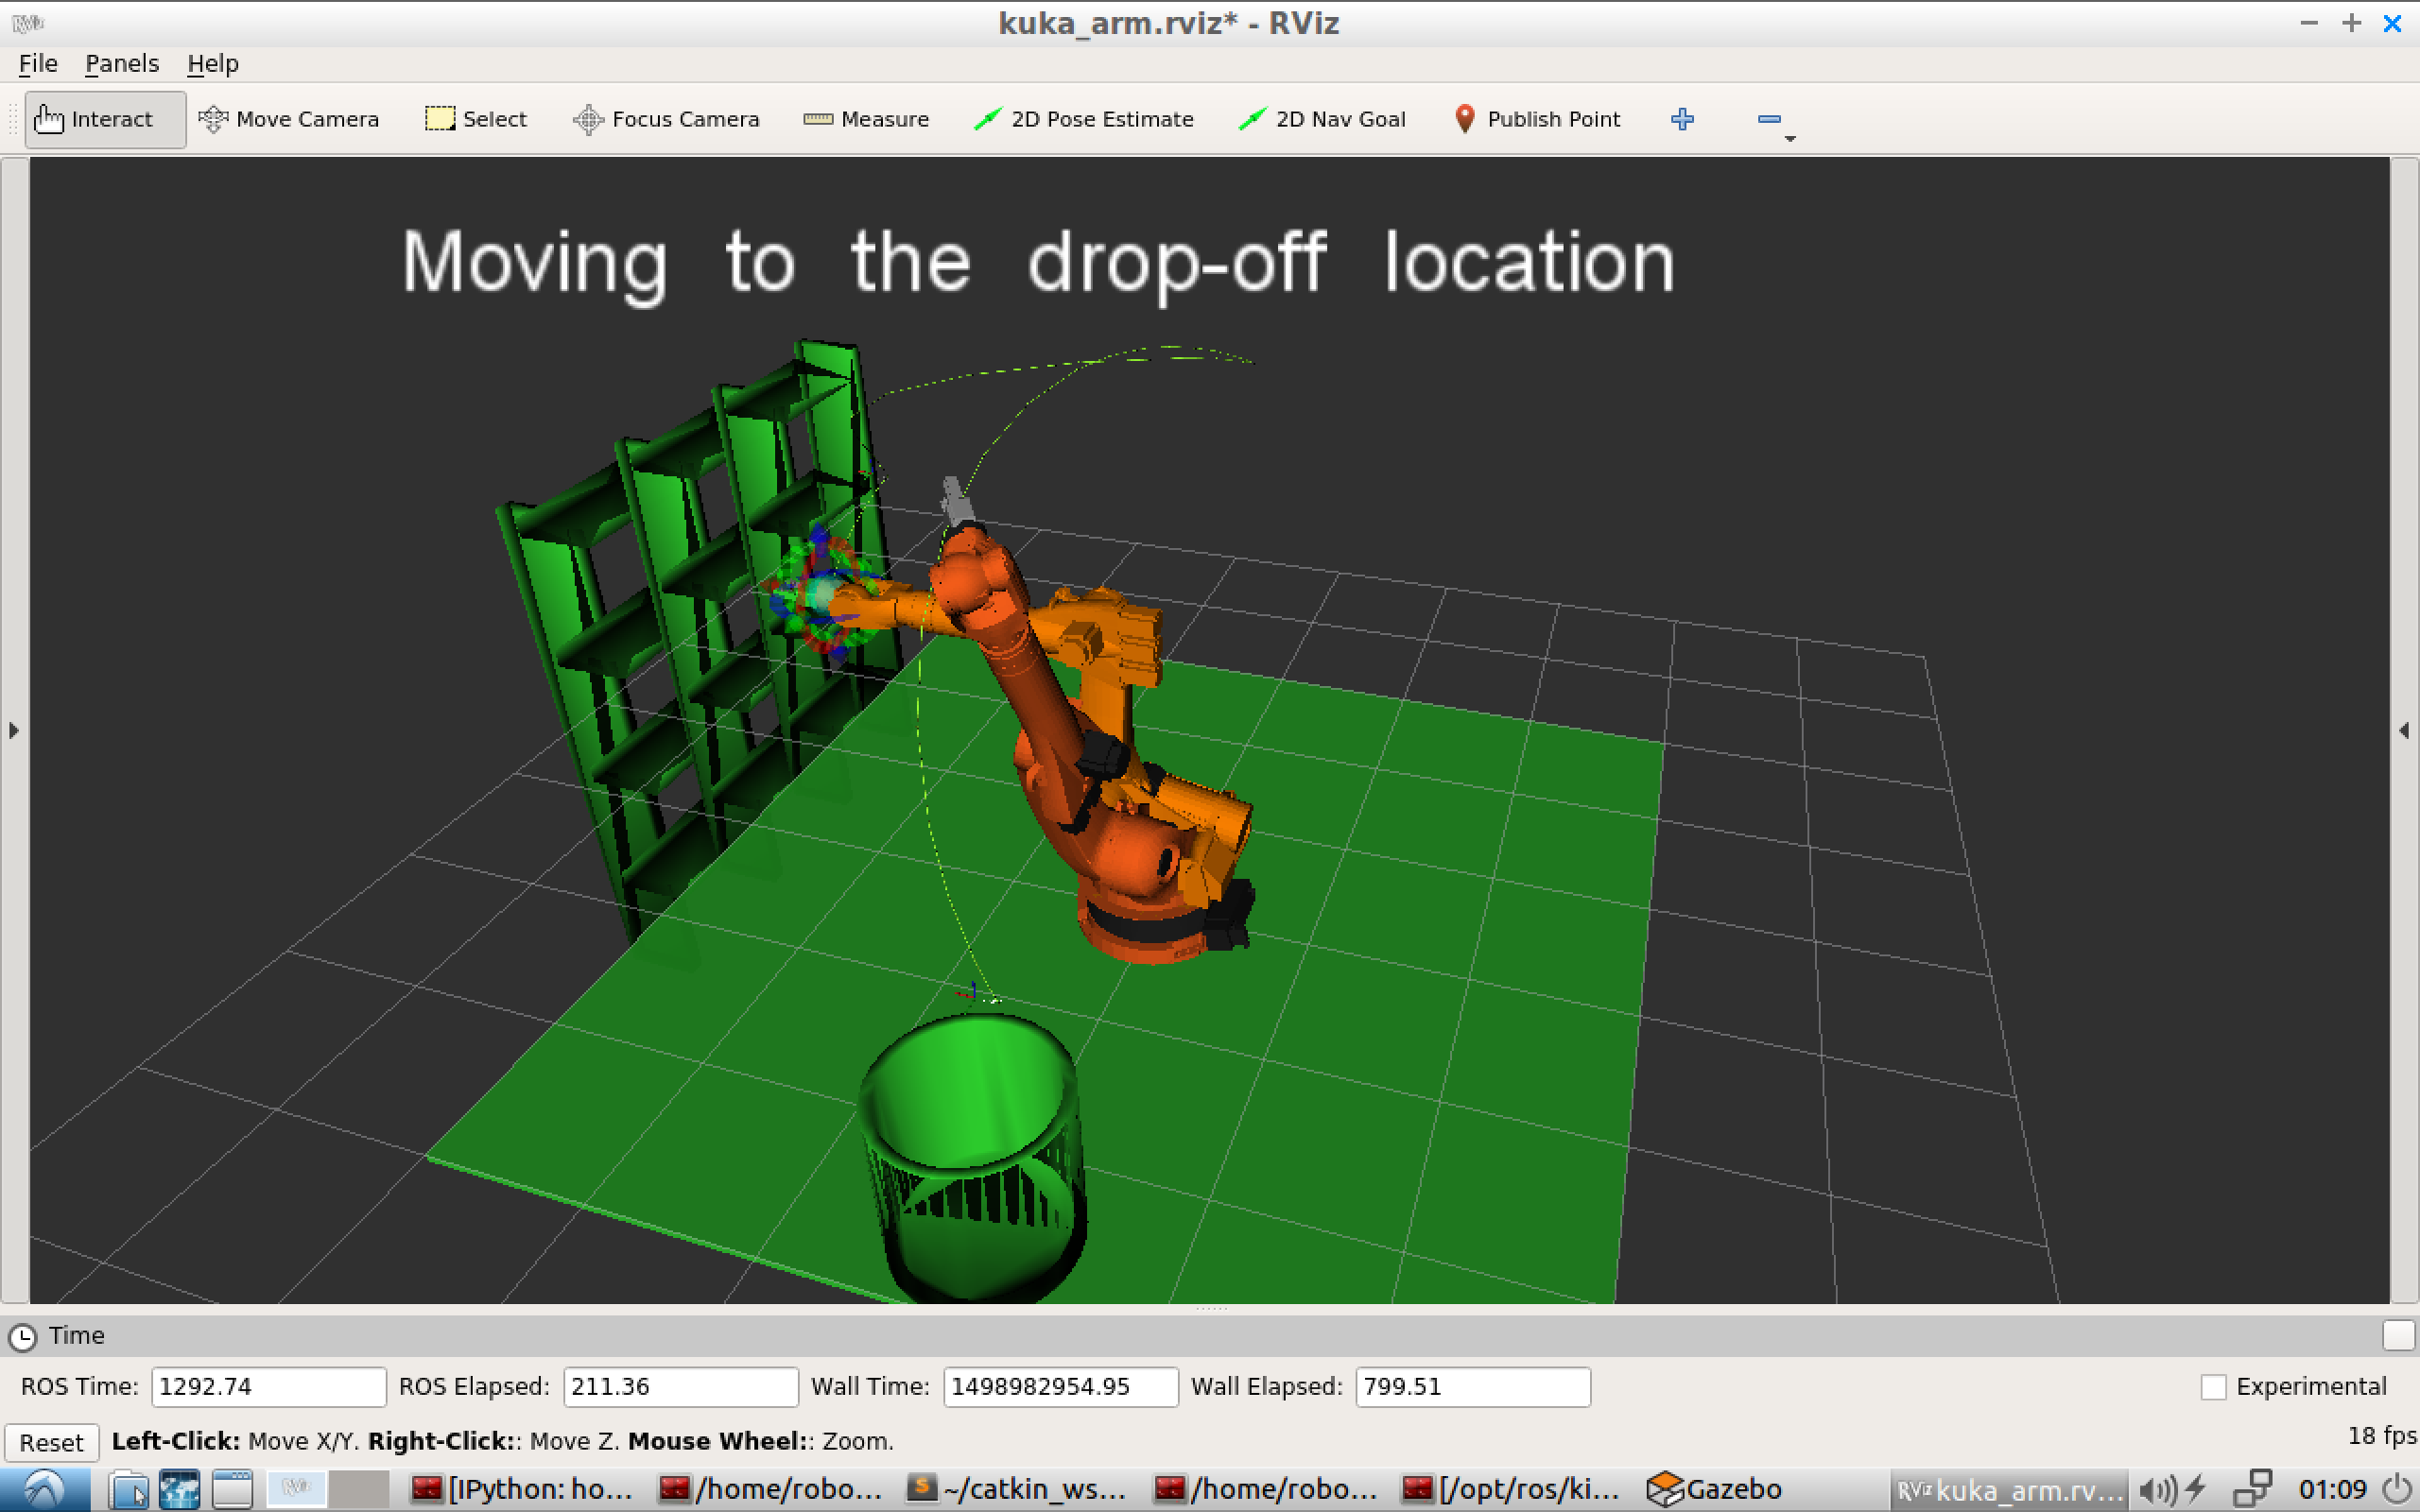 kuka_arm.rviz* - RViz
File Panels Help
Interact Move Camera Select Focus Camera Measure 2D Pose Estimate 2D Nav Goal Publish Point
Moving to the drop-off location
Time
ROS Time: 1292.74 ROS Elapsed: 211.36 Wall Time: 1498982954.95 Wall Elapsed: 799.51 Experimental
Reset Left-Click: Move X/Y. Right-Click:: Move Z. Mouse Wheel:: Zoom. 18 fps
[IPython: ho... /home/robo... ~/catkin_ws... /home/robo... [/opt/ros/ki... Gazebo RViz kuka_arm.rv... 01:09